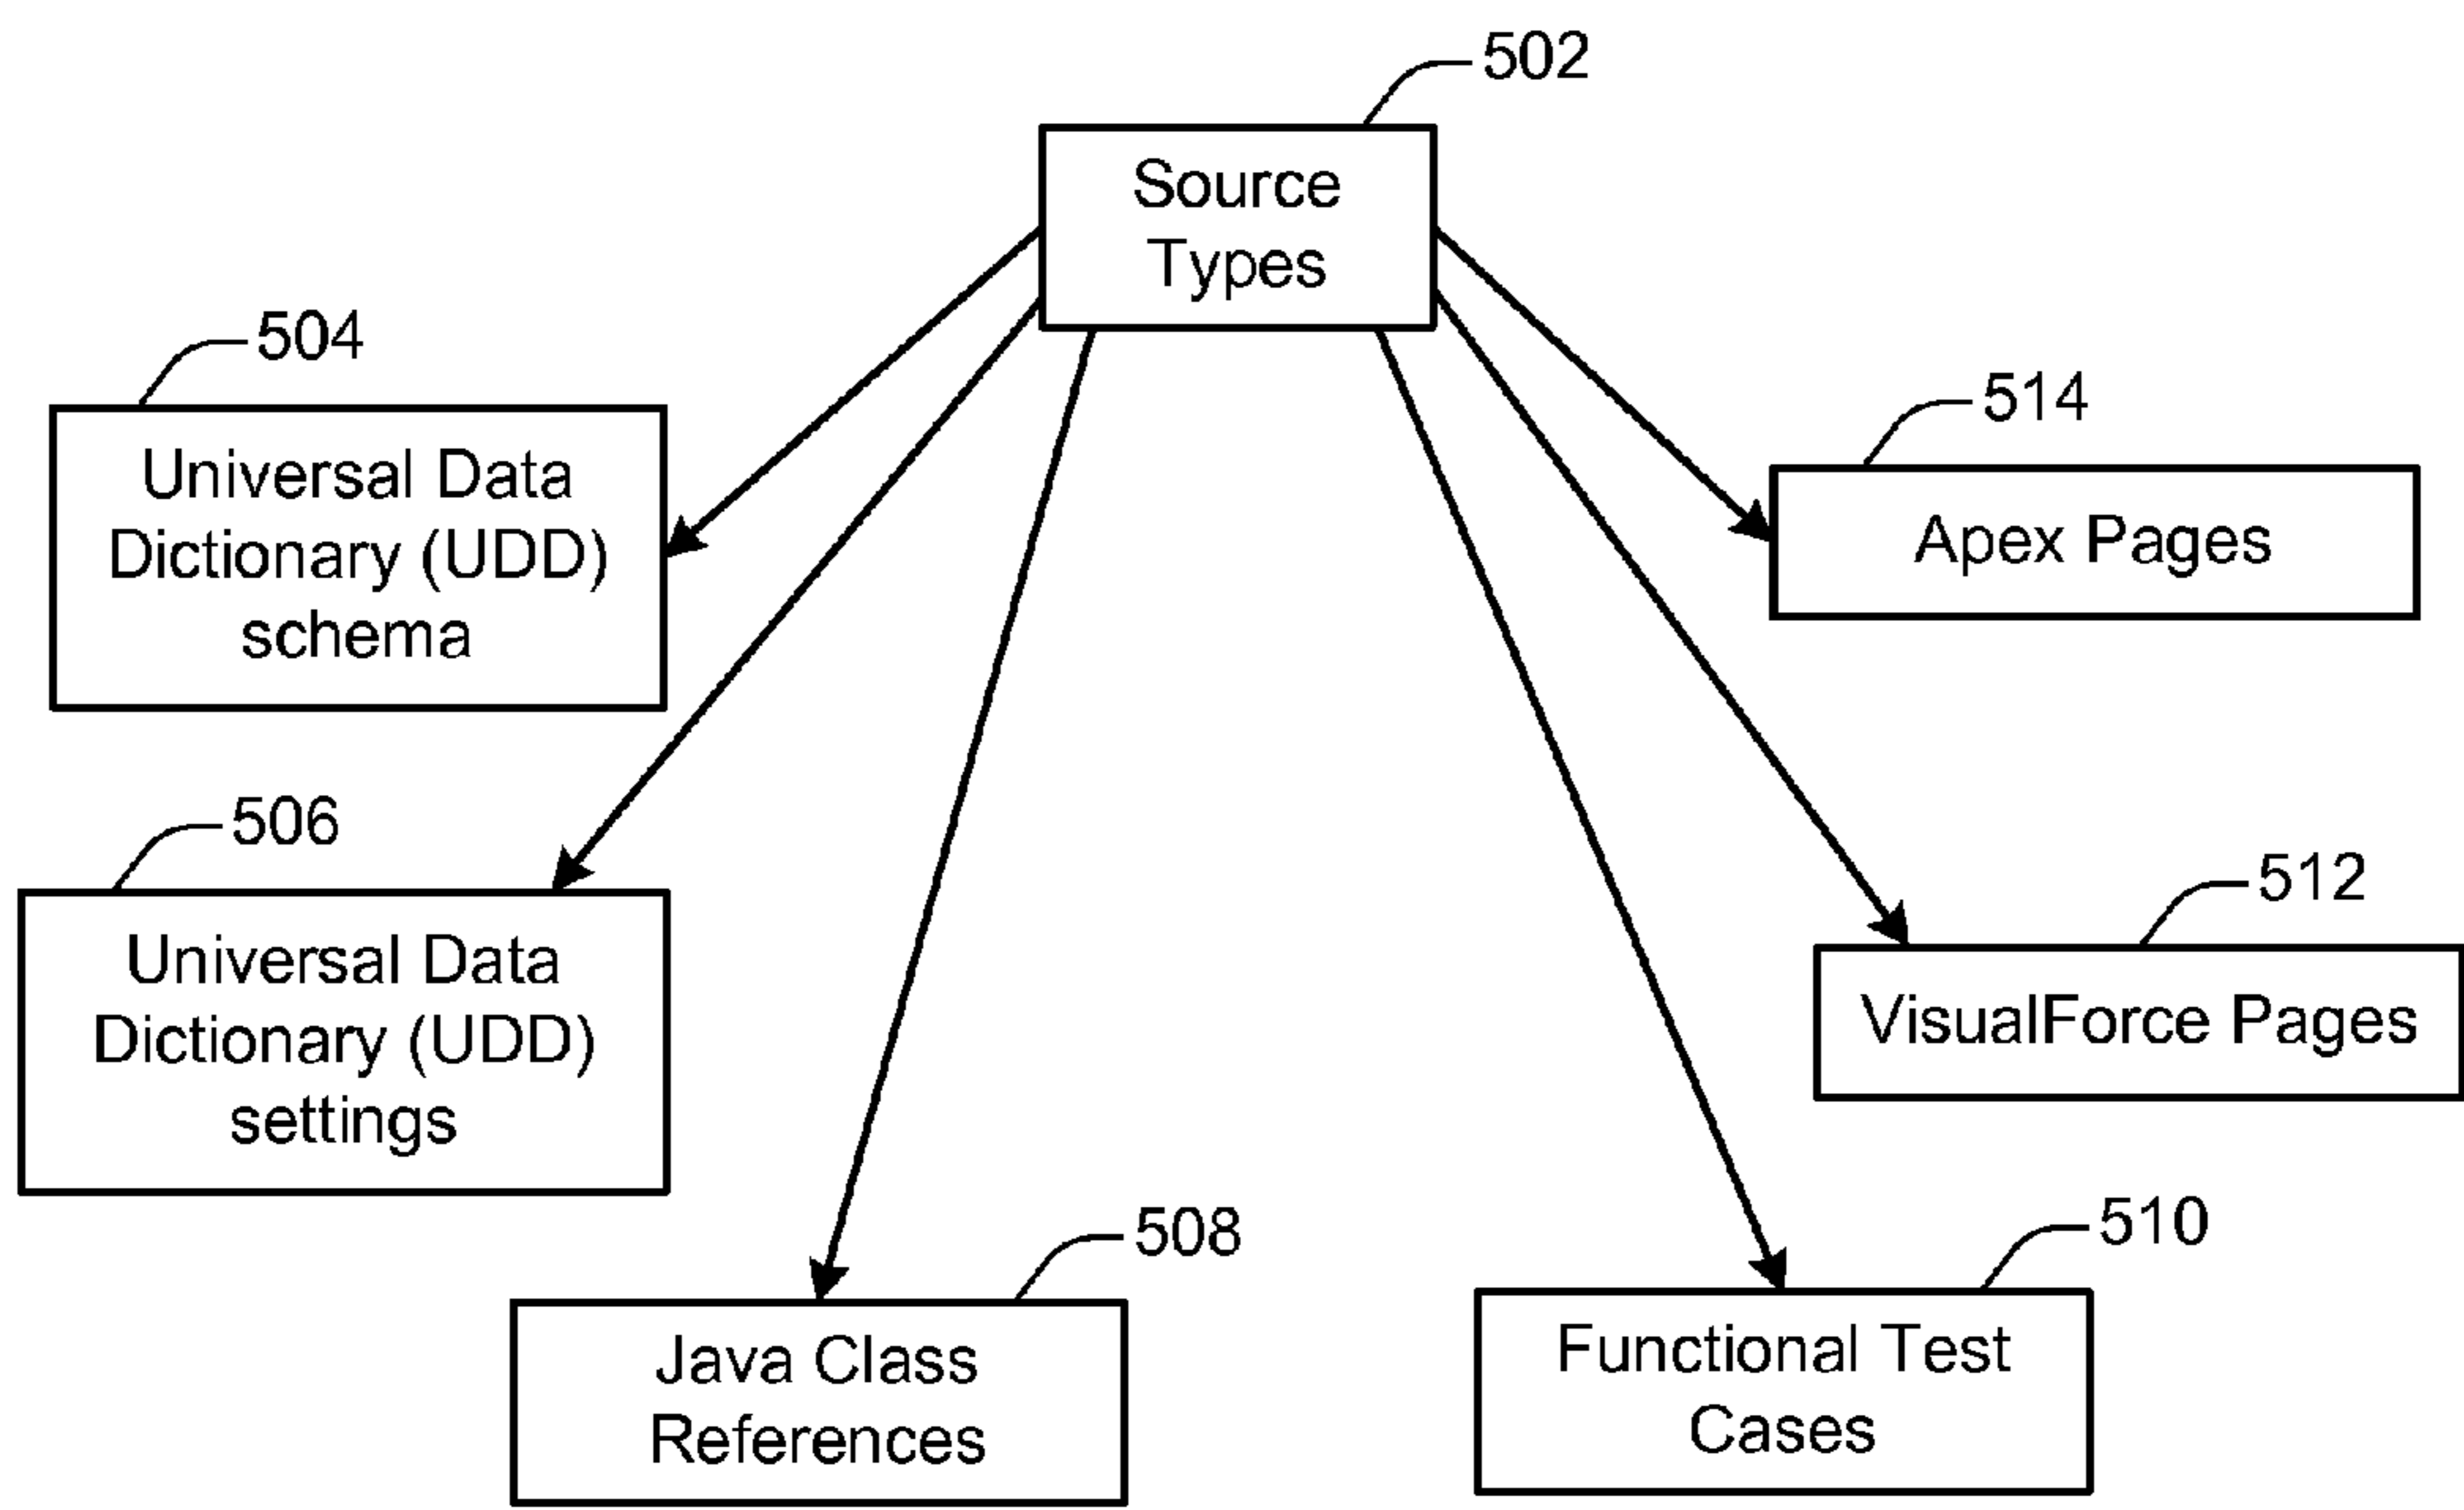 502
Source
Types
504
Universal Data
Dictionary (UDD)
schema
514
Apex Pages
506
Universal Data
Dictionary (UDD)
settings
512
VisualForce Pages
508
Java Class
References
510
Functional Test
Cases